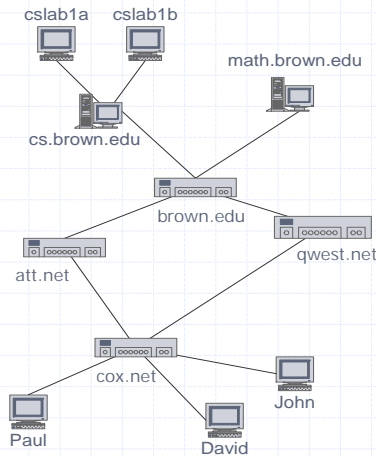 cslab1a cslab1b
math.brown.edu
cs.brown.edu
brown.edu
qwest.net
att.net
cox.net
John
Paul
David